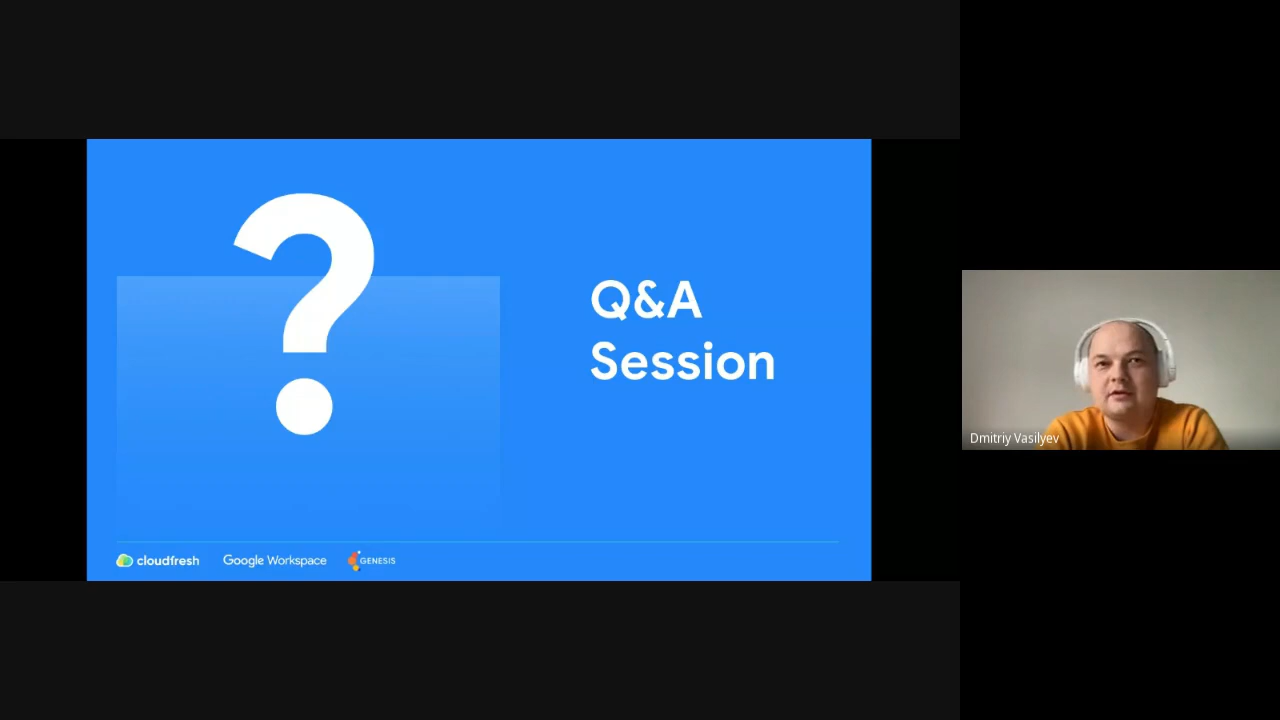 ?
Q&A
Session
cloudfresh
Google Workspace
GENESIS
Dmitriy Vasilyev